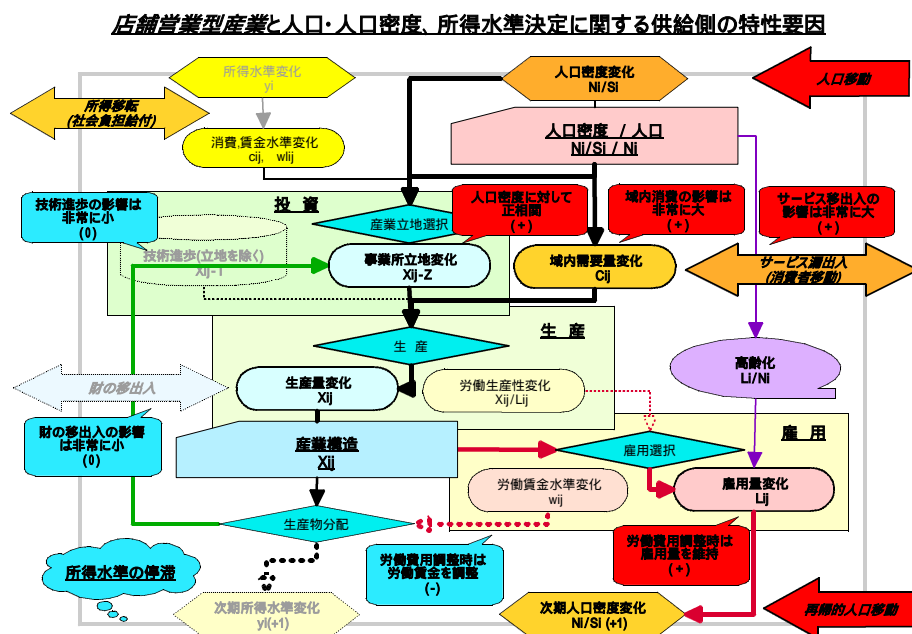 店舗営業型産業と人口・人口密度、所得水準決定に関する供給側の特性要因
所得水準変化
yi
人口密度変化
Ni/Si
人口移動
所得移転
(社会負担給付)
消費,賃金水準変化
cij, wlij
人口密度 / 人口
Ni/Si / Ni
技術進歩の影響は
非常に小
(0)
投 資
産業立地選択
人口密度に対して
正相関
(+)
域内消費の影響は
非常に大
(+)
サービス移出入の
影響は非常に大
(+)
技術進歩(立地を除く)
Xij-T
事業所立地変化
Xij-Z
域内需要量変化
Cij
サービス漏出入
(消費者移動)
生 産
生 産
高齢化
Li/Ni
財の移出入
生産量変化
Xij
労働生産性変化
Xij/Lij
財の移出入の影響
は非常に小
(0)
産業構造
Xij
雇 用
雇用選択
労働賃金水準変化
wij
雇用量変化
Lij
生産物分配
労働費用調整時は
労働賃金を調整
(-)
労働費用調整時は
雇用量を維持
(+)
所得水準の停滞
次期所得水準変化
yi(+1)
次期人口密度変化
Ni/Si (+1)
再帰的人口移動